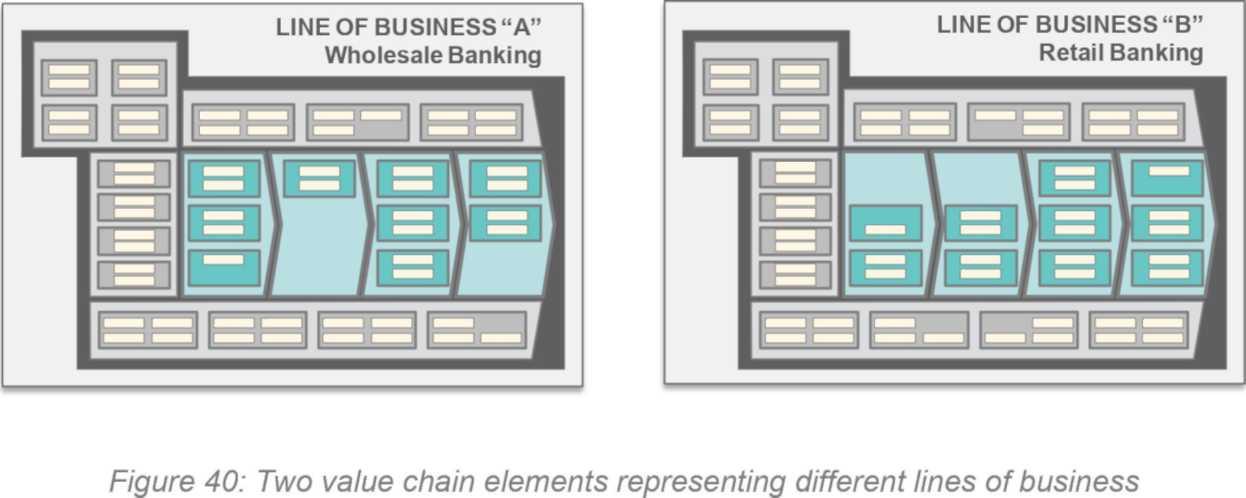 LINE OF BUSINESS “A”
Wholesale Banking
LINE OF BUSINESS “B”
Retail Banking
Figure 40: Two value chain elements representing different lines of business